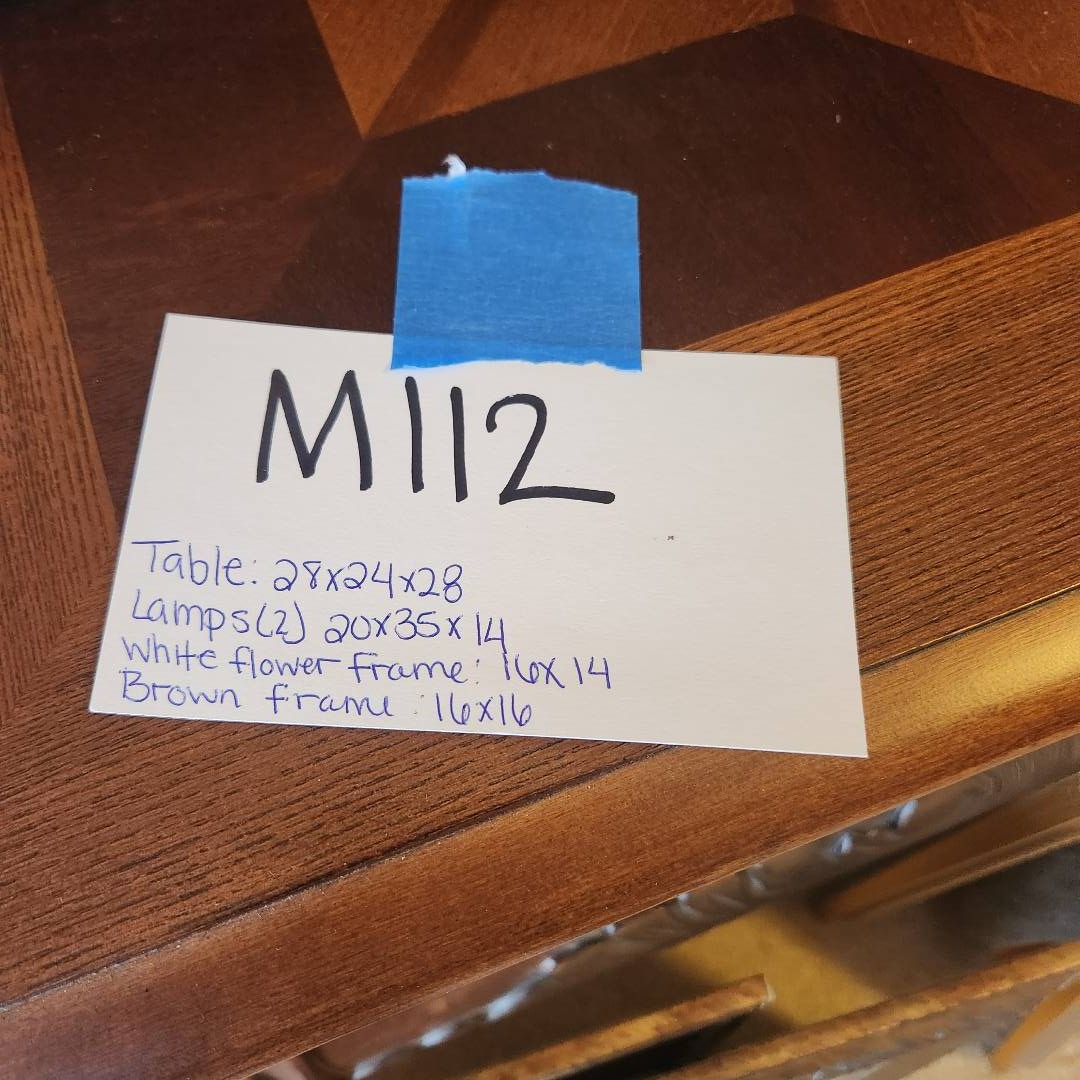 M112
Table: 28x24x28
Lamps(2) 20x35x14
White flower frame: 16x14
Brown frame: 16x16